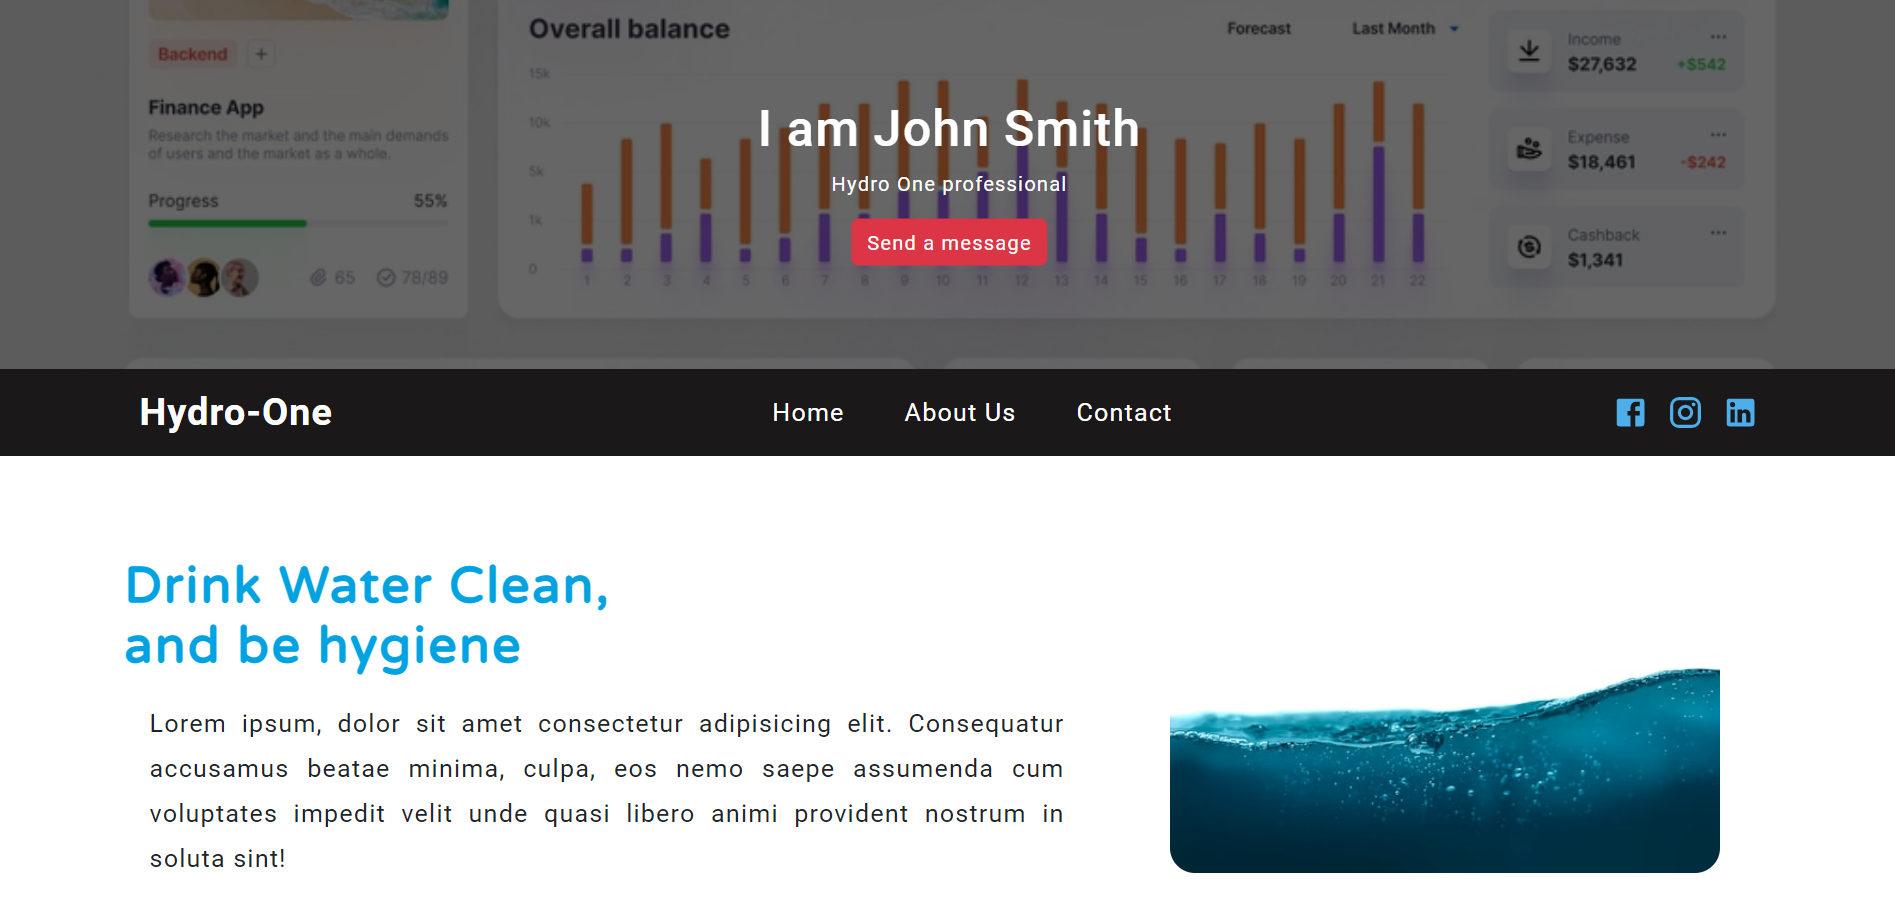 Backend +
Finance App
Research the market and the main demands
of users and the market as a whole.
Progress 55%
65 78/89
Overall balance
Forecast Last Month
15k
10k
5k
1k
0
1 2 3 4 5 6 7 8 9 10 11 12 13 14 15 16 17 18 19 20 21 22
Income
$27,632 +$542
Expense
$18,461 -$242
Cashback
$1,341
I am John Smith
Hydro One professional
Send a message
Hydro-One
Home About Us Contact
Drink Water Clean,
and be hygiene
Lorem ipsum, dolor sit amet consectetur adipisicing elit. Consequatur
accusamus beatae minima, culpa, eos nemo saepe assumenda cum
voluptates impedit velit unde quasi libero animi provident nostrum in
soluta sint!